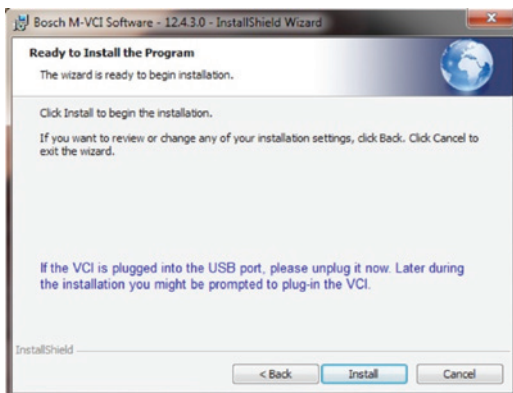 Bosch M-VCI Software - 12.4.3.0 - InstallShield Wizard
Ready to Install the Program
The wizard is ready to begin installation.
Click Install to begin the installation.
If you want to review or change any of your installation settings, click Back. Click Cancel to
exit the wizard.
If the VCI is plugged into the USB port, please unplug it now. Later during
the installation you might be prompted to plug-in the VCI.
InstallShield
< Back Install Cancel